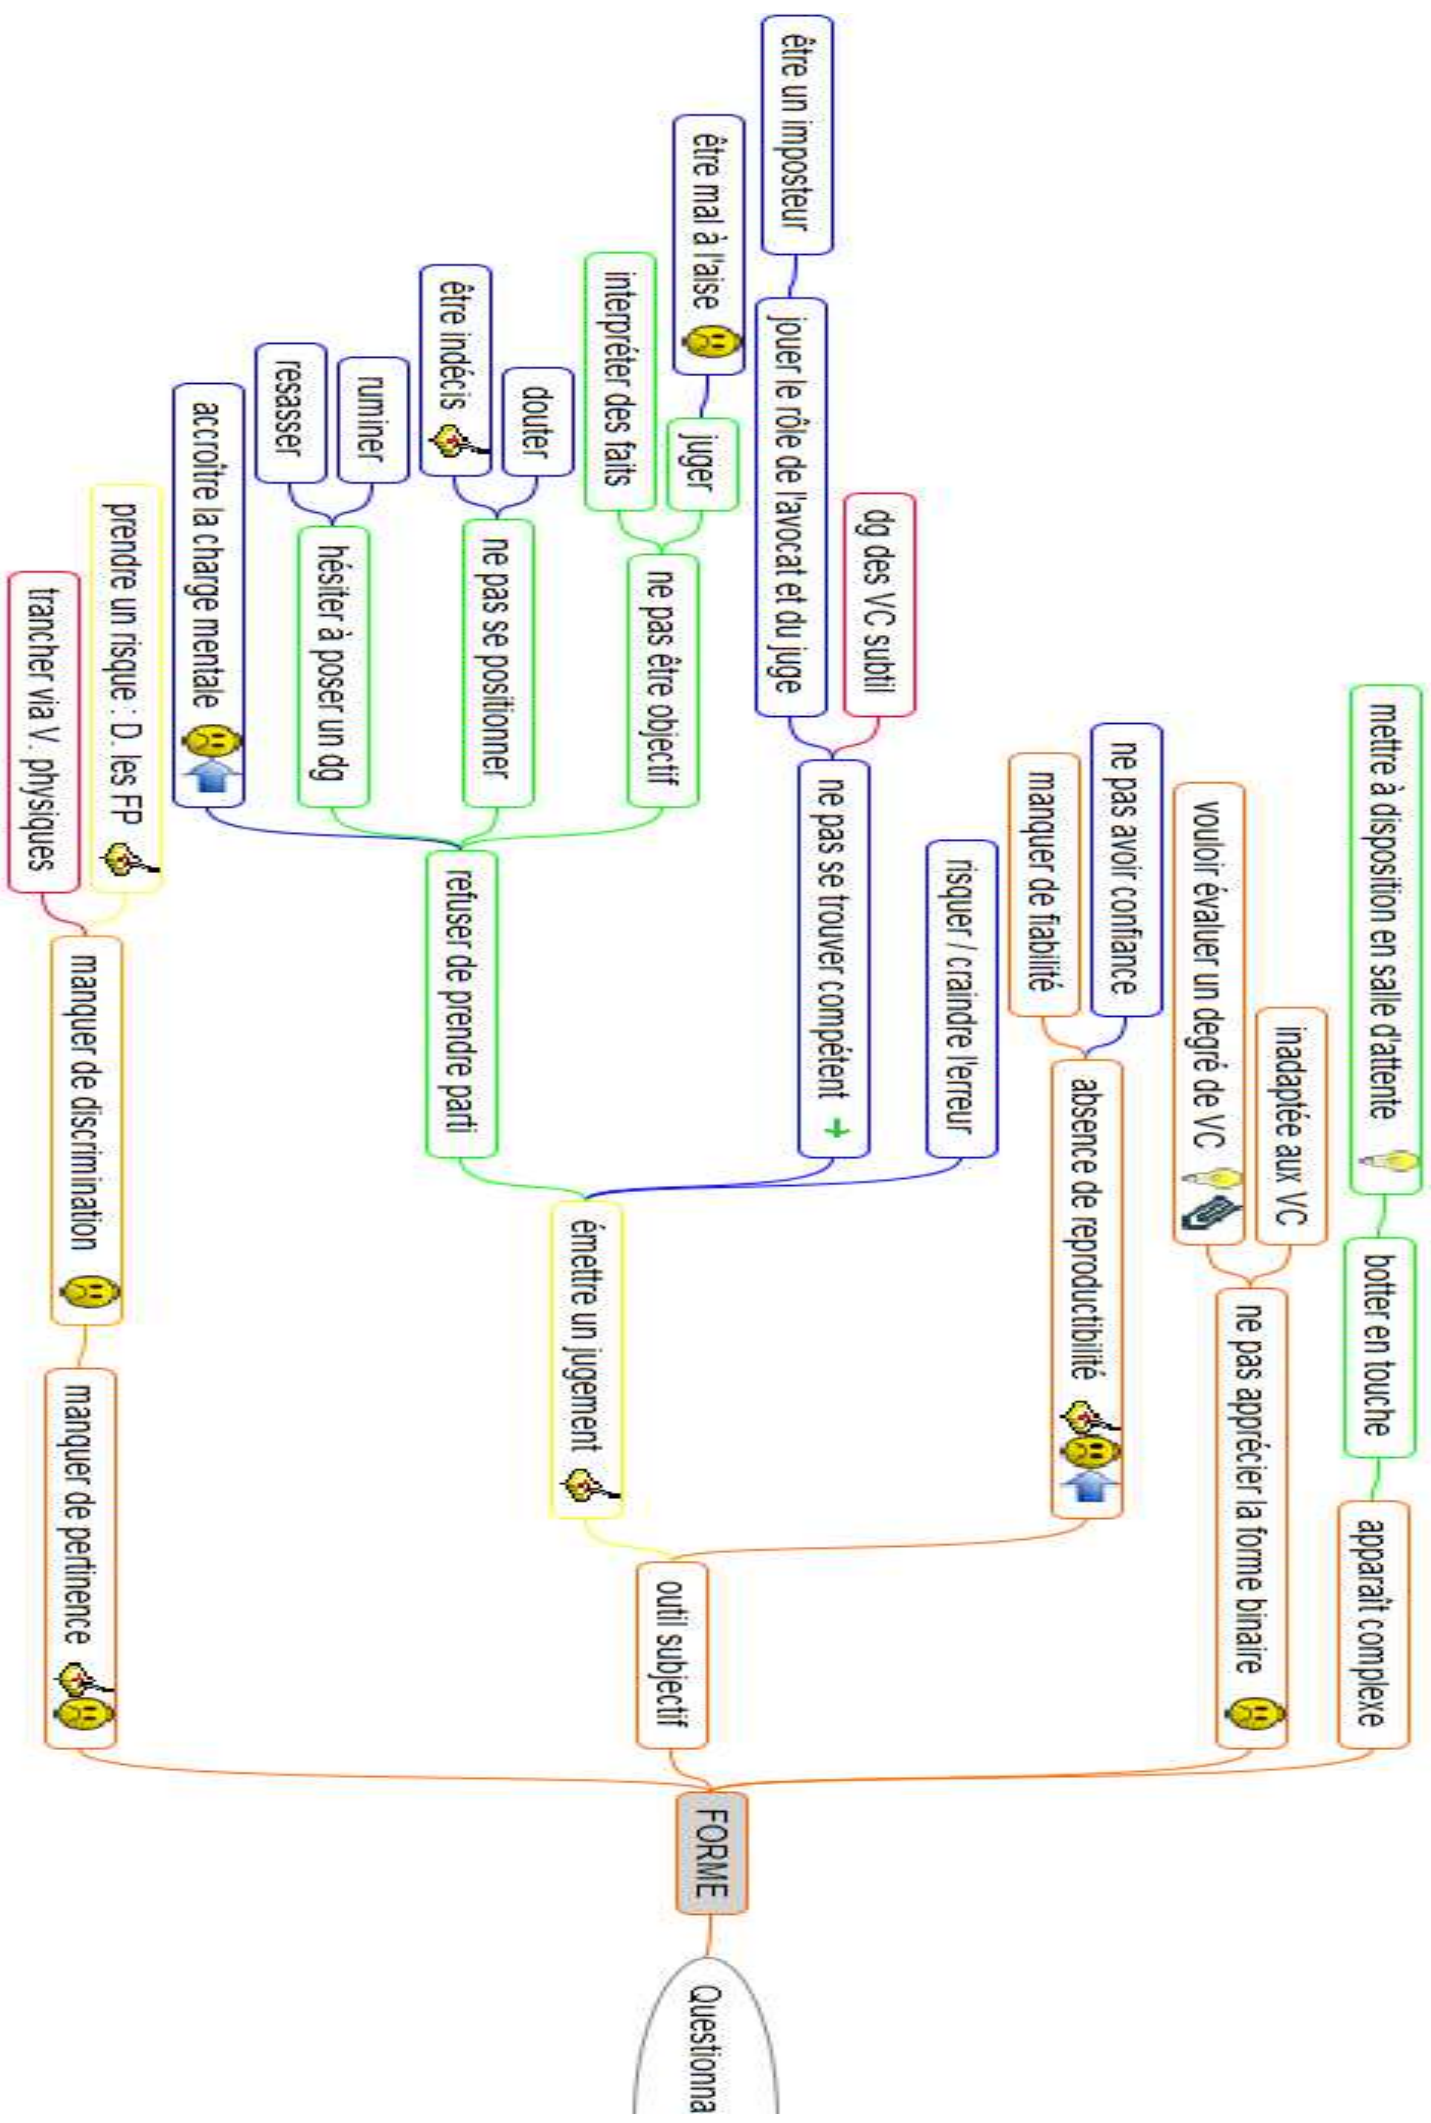 mettre à disposition en salle d'attente
botter en touche
apparaît complexe
inadaptée aux VC
vouloir évaluer un degré de VC
ne pas apprécier la forme binaire
ne pas avoir confiance
manquer de fiabilité
absence de reproductibilité
risquer / craindre l'erreur
dg des VC subtil
être un imposteur
jouer le rôle de l'avocat et du juge
ne pas se trouver compétent
être mal à l'aise
juger
interpréter des faits
ne pas être objectif
douter
être indécis
ne pas se positionner
ruminer
resasser
hésiter à poser un dg
accroître la charge mentale
refuser de prendre parti
émettre un jugement
outil subjectif
prendre un risque : D. les FP
trancher via V. physiques
manquer de discrimination
manquer de pertinence
FORME
Questionna